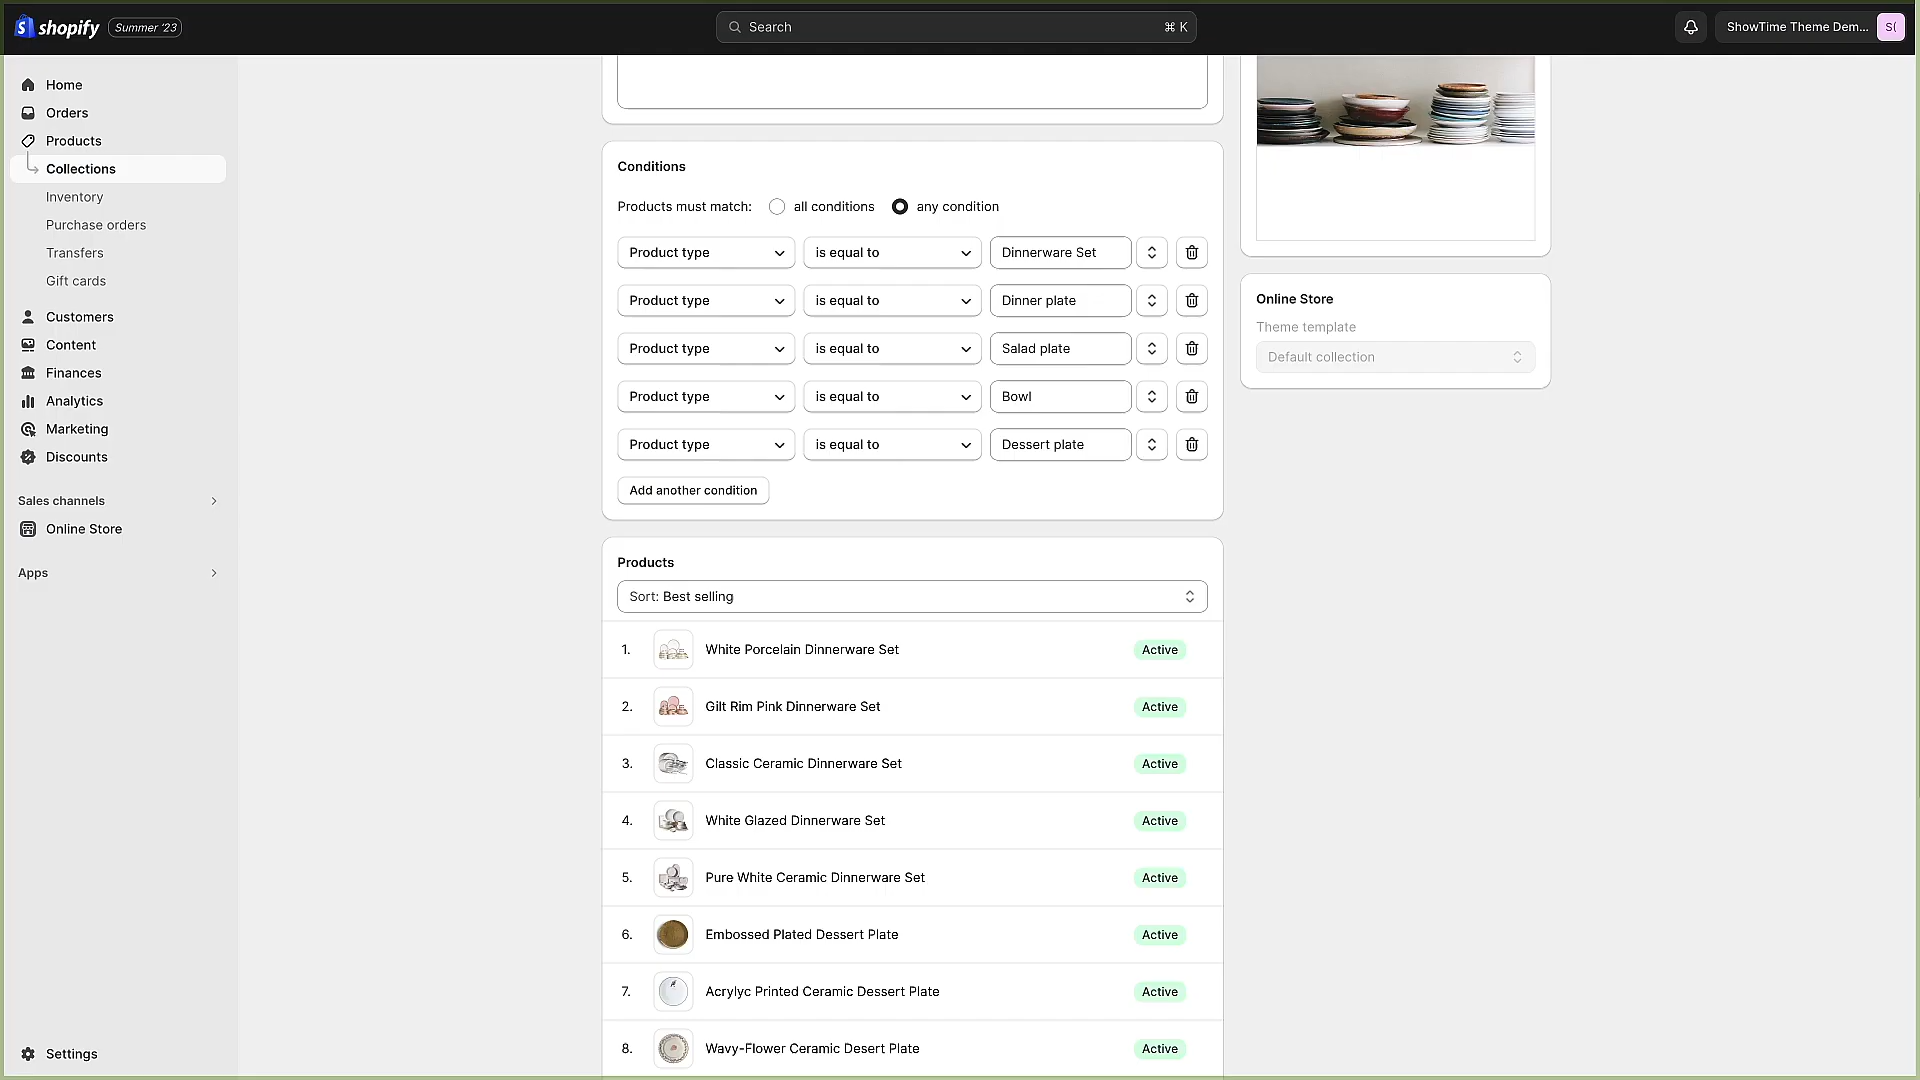 shopify Summer '23
Search ⌘ K
ShowTime Theme Dem... S(
Home
Orders
Products
Collections
Inventory
Purchase orders
Transfers
Gift cards
Customers
Content
Finances
Analytics
Marketing
Discounts
Sales channels
Online Store
Apps
Settings
Conditions
Products must match: all conditions any condition
Product type is equal to Dinnerware Set
Product type is equal to Dinner plate
Product type is equal to Salad plate
Product type is equal to Bowl
Product type is equal to Dessert plate
Add another condition
Products
Sort: Best selling
1. White Porcelain Dinnerware Set Active
2. Gilt Rim Pink Dinnerware Set Active
3. Classic Ceramic Dinnerware Set Active
4. White Glazed Dinnerware Set Active
5. Pure White Ceramic Dinnerware Set Active
6. Embossed Plated Dessert Plate Active
7. Acrylyc Printed Ceramic Dessert Plate Active
8. Wavy-Flower Ceramic Desert Plate Active
Online Store
Theme template
Default collection